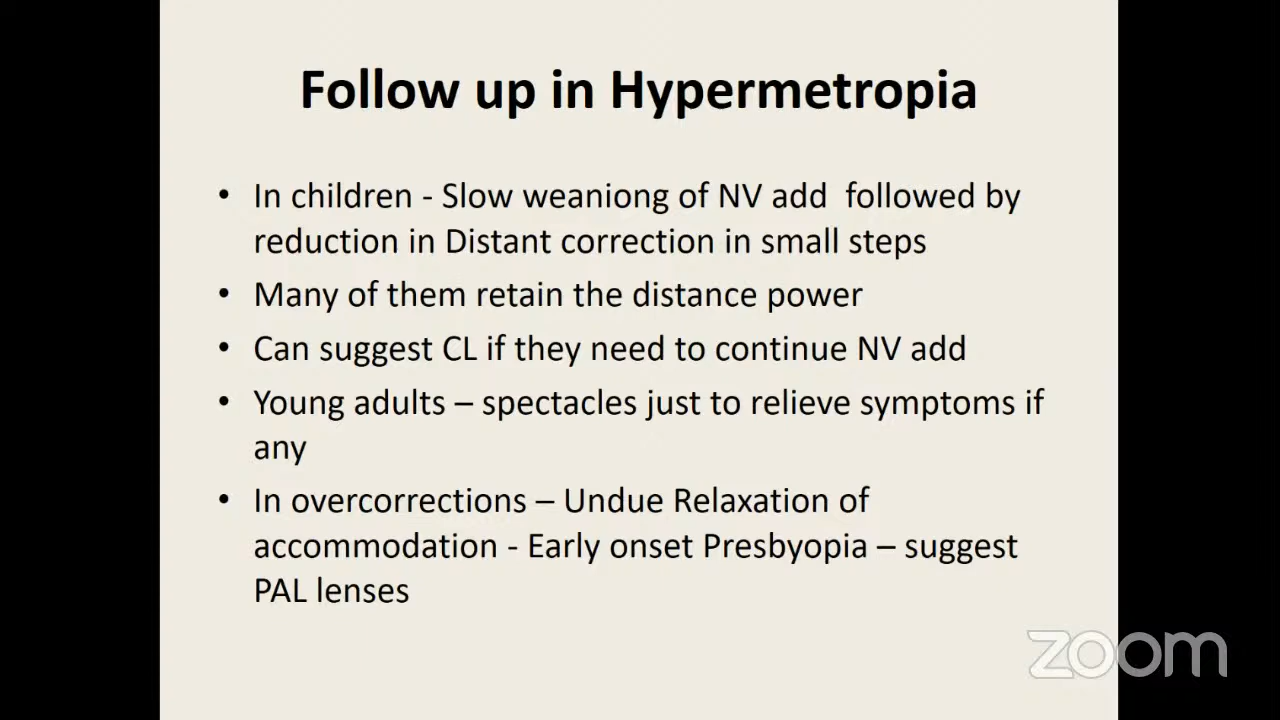 Follow up in Hypermetropia
• In children - Slow weaniong of NV add followed by
reduction in Distant correction in small steps
• Many of them retain the distance power
• Can suggest CL if they need to continue NV add
• Young adults – spectacles just to relieve symptoms if
any
• In overcorrections – Undue Relaxation of
accommodation - Early onset Presbyopia – suggest
PAL lenses
zoom